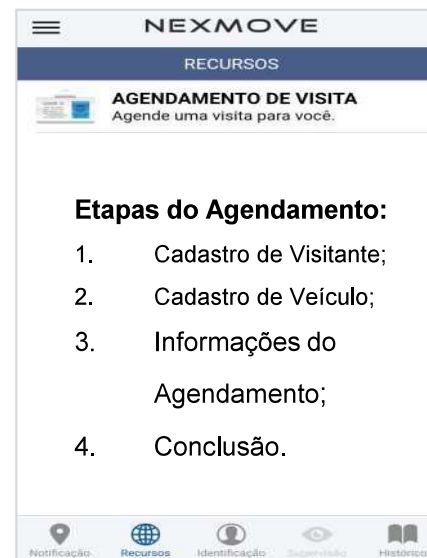 NEXMOVE
RECURSOS
AGENDAMENTO DE VISITA
Agende uma visita para você.
Etapas do Agendamento:
1. Cadastro de Visitante;
2. Cadastro de Veículo;
3. Informações do
Agendamento;
4. Conclusão.
Notificação Recursos Identificação Supervisão Histórico